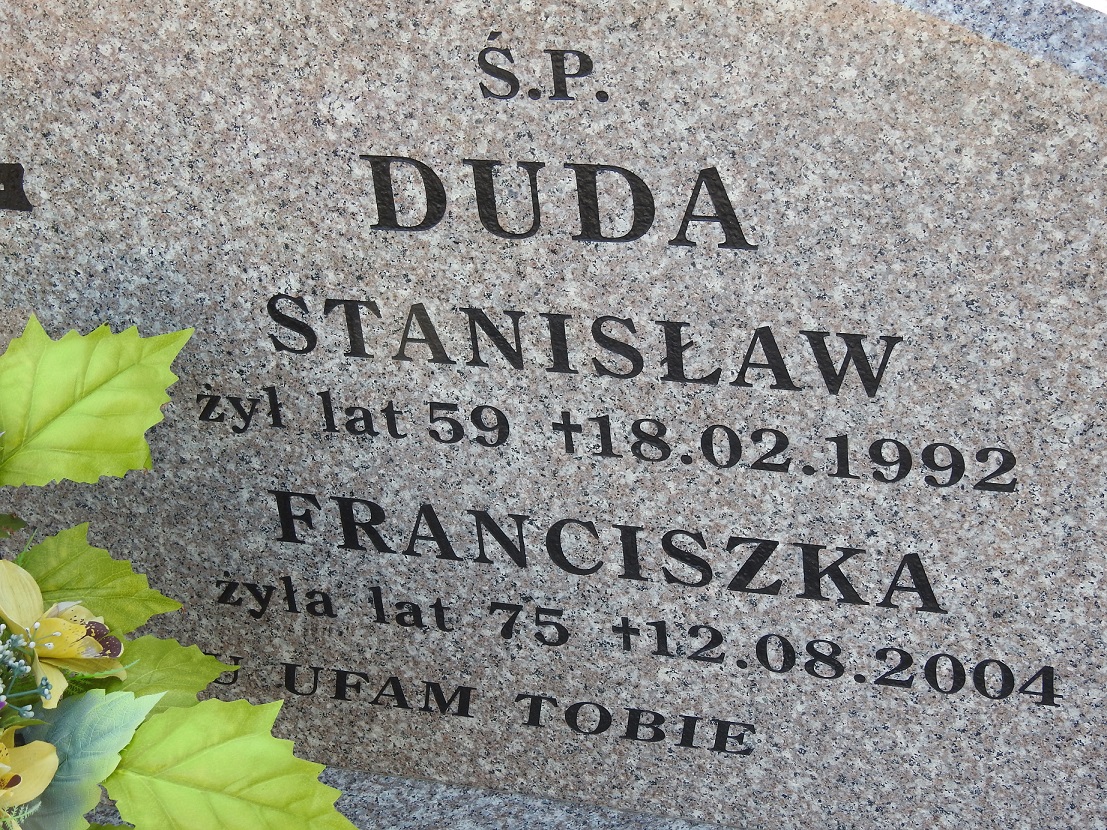 Ś.P.
DUDA
STANISŁAW
żył lat 59 †18.02.1992
FRANCISZKA
żyła lat 75 †12.08.2004
UFAM TOBIE